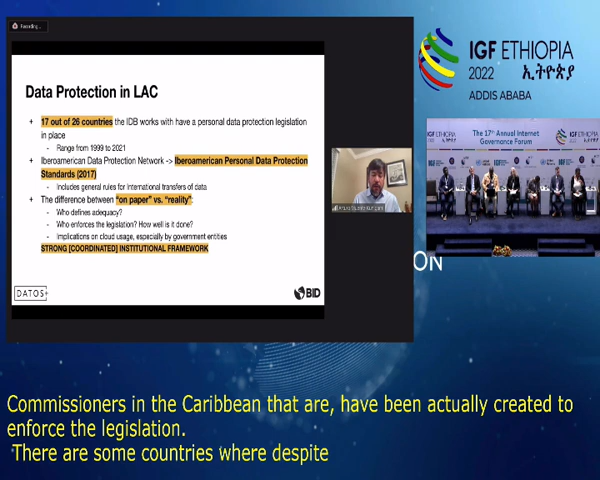 Recording...
IGF ETHIOPIA
2022 ኢትዮጵያ
ADDIS ABABA
Data Protection in LAC
+ 17 out of 26 countries the IDB works with have a personal data protection legislation
in place
- Range from 1999 to 2021
+ Iberoamerican Data Protection Network -> Iberoamerican Personal Data Protection
Standards (2017)
- Includes general rules for international transfers of data
+ The difference between "on paper" vs. "reality":
- Who defines adequacy?
- Who enforces the legislation? How well is it done?
- Implications on cloud usage, especially by government entities
STRONG [COORDINATED] INSTITUTIONAL FRAMEWORK
DATOS+
BID
The 17th Annual Internet
Governance Forum
IGF ETHIOPIA
IGF ETHIOPIA
ON
Commissioners in the Caribbean that are, have been actually created to
enforce the legislation.
There are some countries where despite